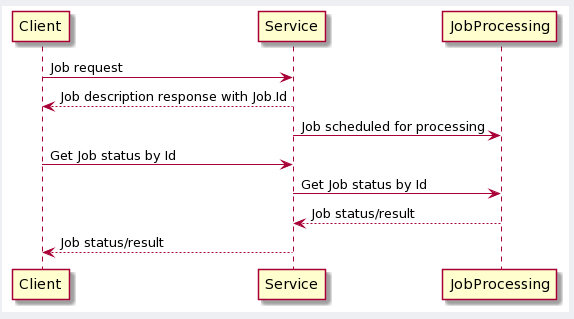 Client
Service
JobProcessing
Job request
Job description response with Job.Id
Job scheduled for processing
Get Job status by Id
Get Job status by Id
Job status/result
Job status/result
Client
Service
JobProcessing